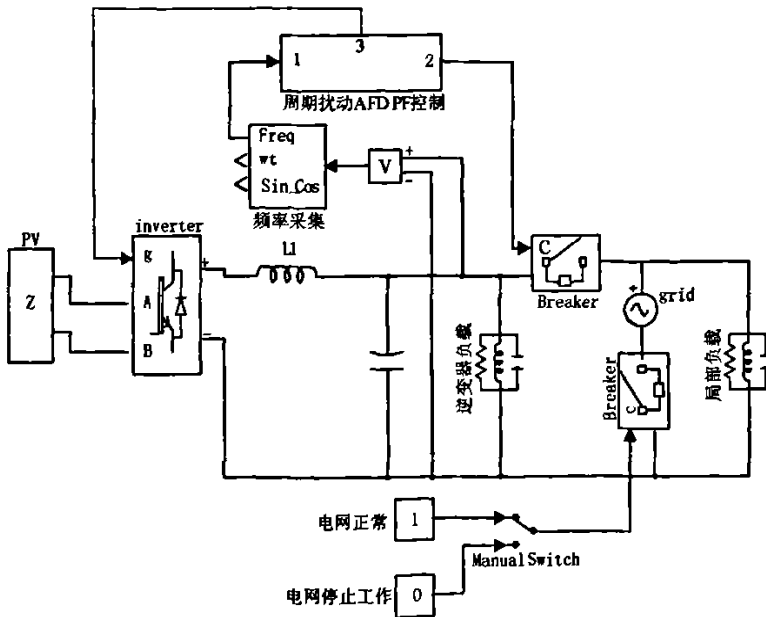 3
1
2
周期扰动AFDPF控制
Freq
wt
Sin_Cos
频率采集
V
+
-
inverter
g
A
B
+
-
PV
Z
L1
C
Breaker
逆变器负载
+
grid
Breaker
C
局部负载
电网正常
1
ManualSwitch
电网停止工作
0